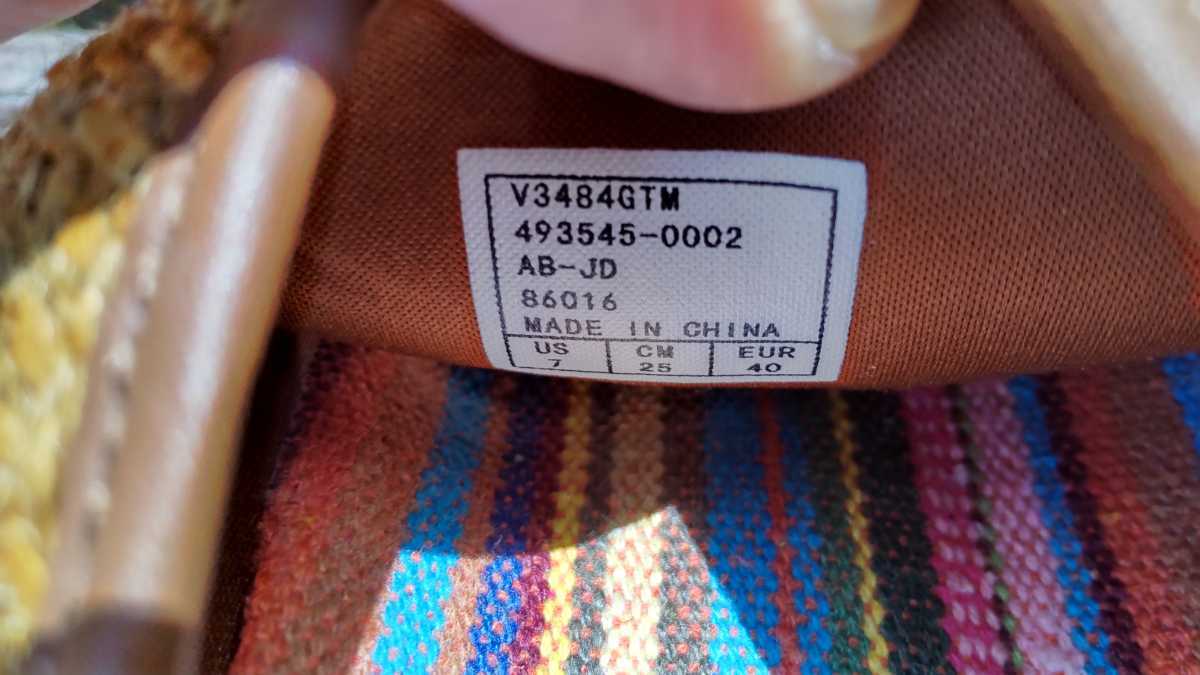 V3484GTM
493545-0002
AB-JD
86016
MADE IN CHINA
US CM EUR
7 25 40